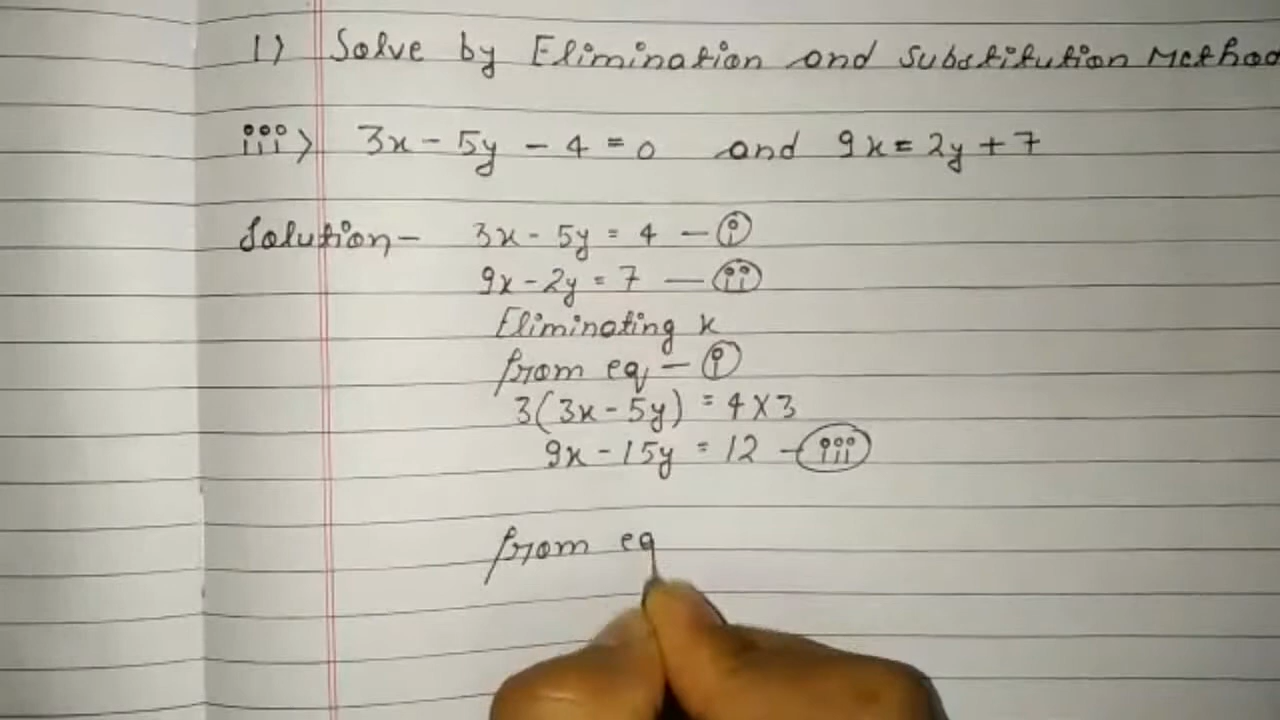 1) Solve by Elimination and Substitution Method
iii) 3x - 5y - 4 = 0 and 9x = 2y + 7
Solution - 3x - 5y = 4 - (i)
9x - 2y = 7 - (ii)
Eliminating x
from eq - (i)
3(3x - 5y) = 4 X 3
9x - 15y = 12 - (iii)
from eq